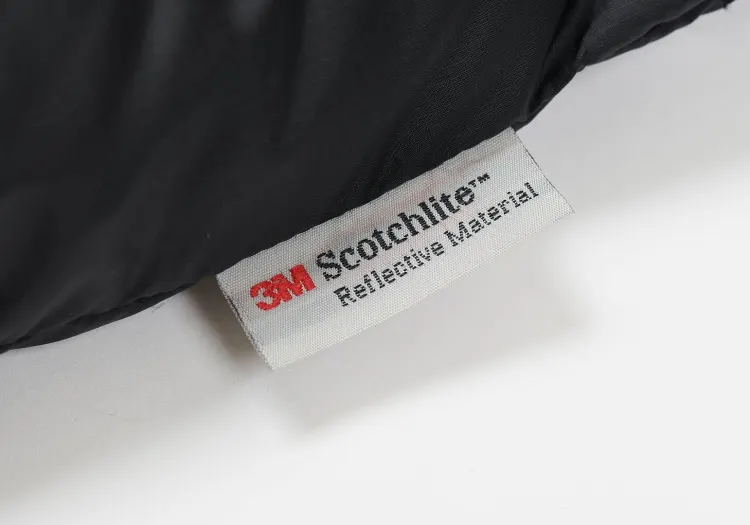 3M Scotchlite™
Reflective Material